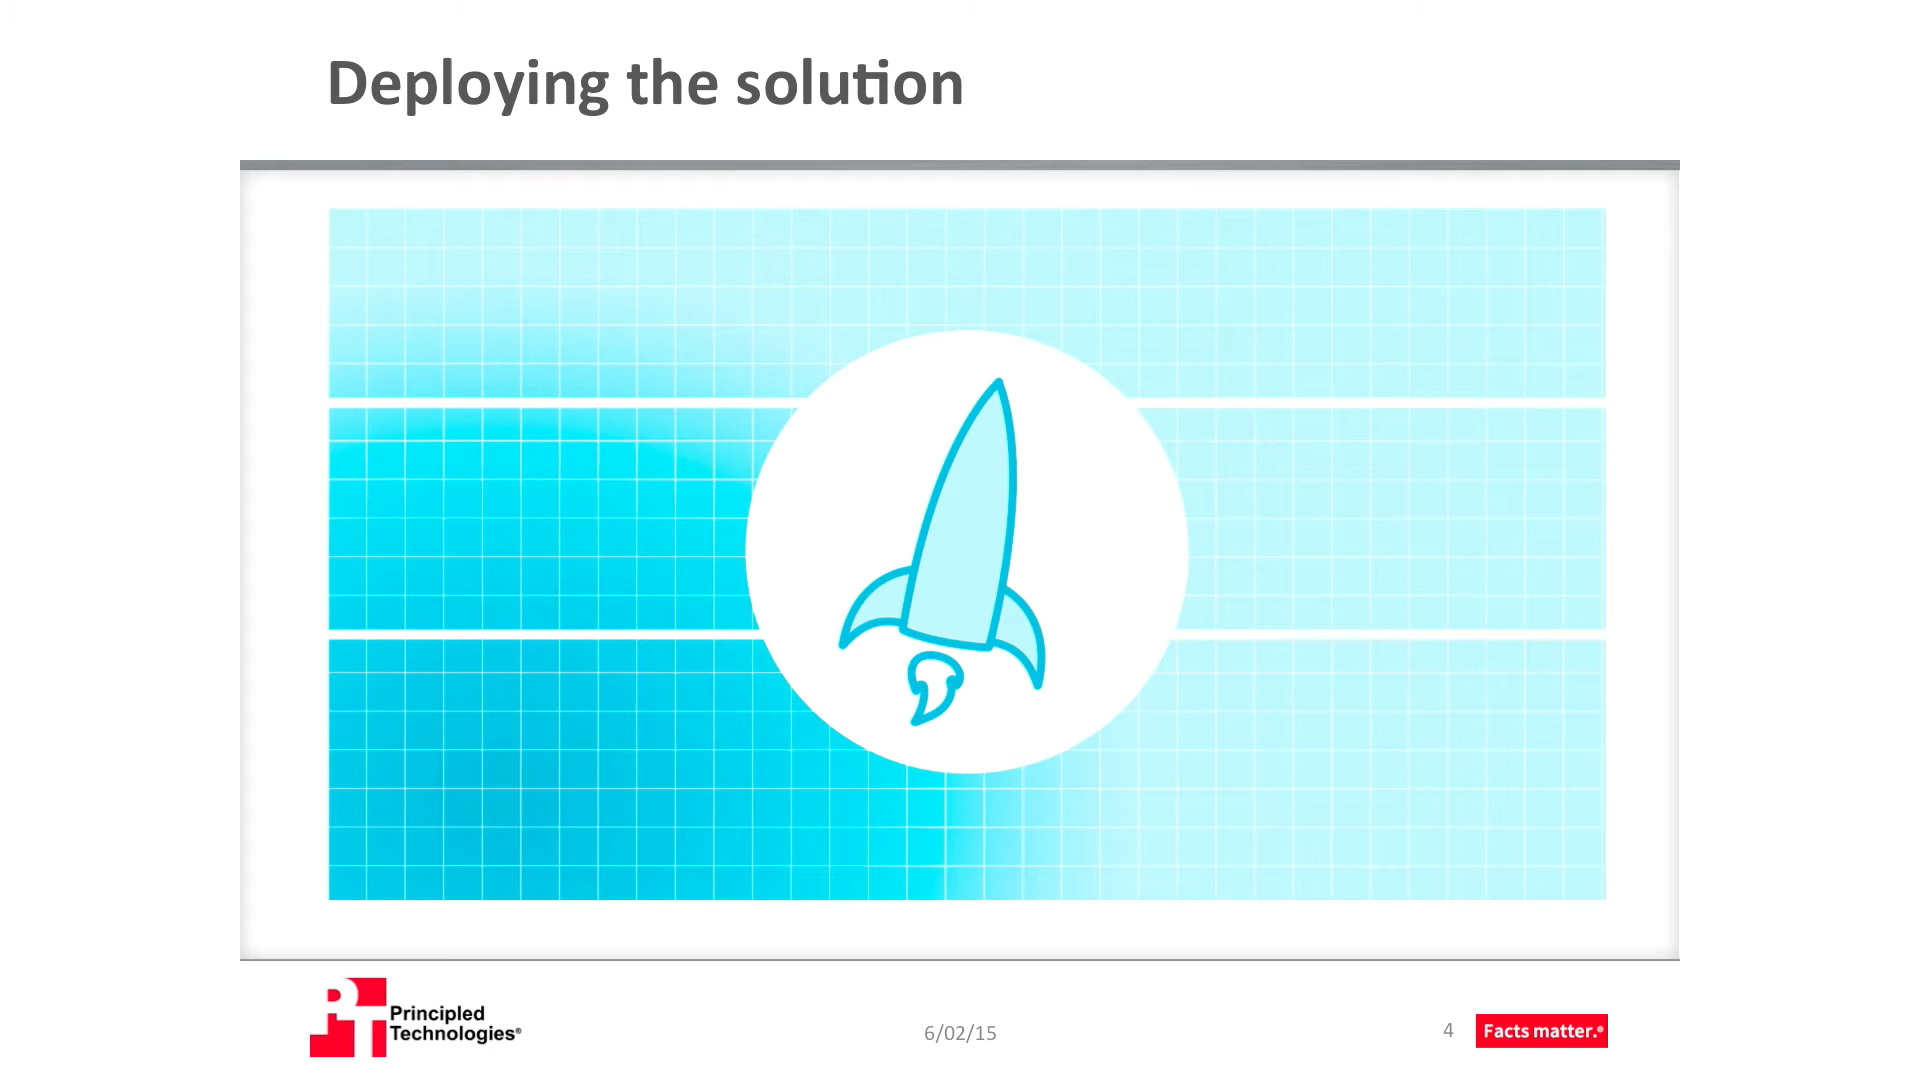 Deploying the solution
Principled
Technologies®
6/02/15
4
Facts matter.®